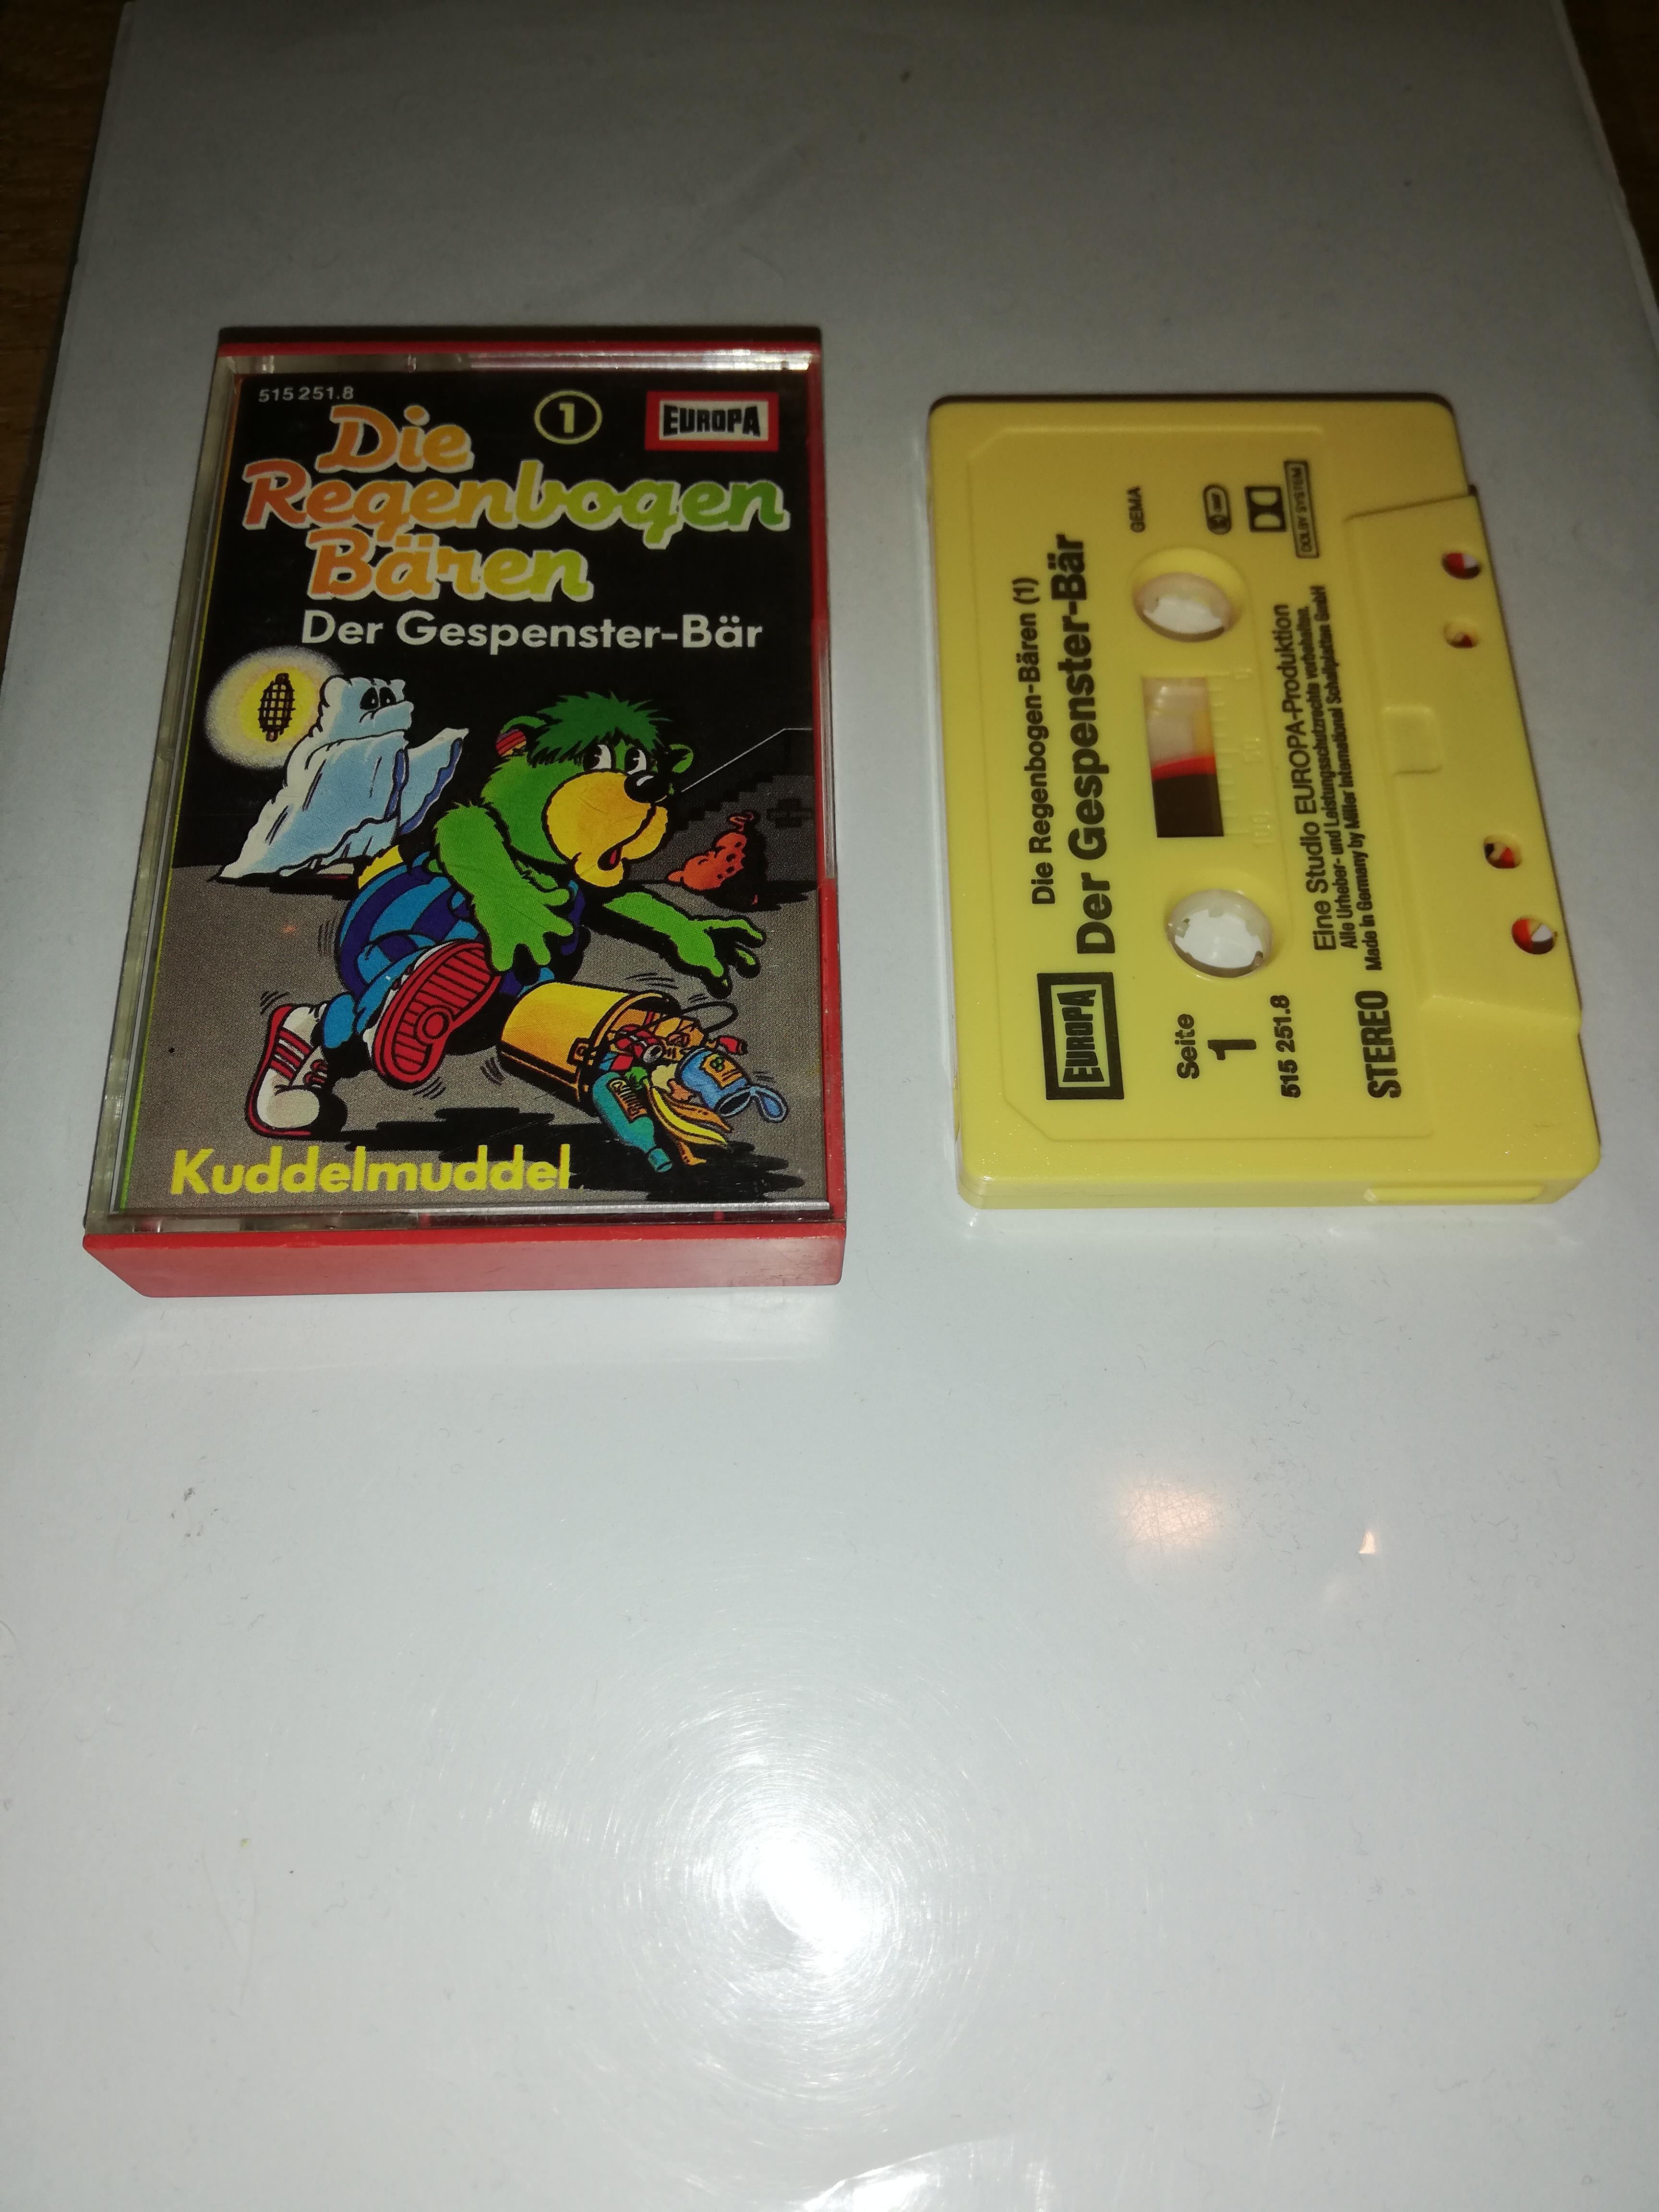 515 251.8
1
EUROPA
Die
Regenbogen
Bären
Der Gespenster-Bär
Kuddelmuddel
Die Regenbogen-Bären (1)
EUROPA Der Gespenster-Bär
GEMA
Seite
1
515 251.8
DOLBY SYSTEM
50
100
Eine Studio EUROPA-Produktion
Alle Urheber- und Leistungsschutzrechte vorbehalten.
STEREO Made in Germany by Miller International Schallplatten GmbH